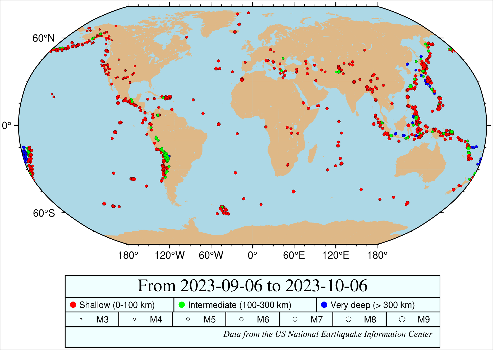 60°N
0°
60°S
180°W 120°W 60°W 0° 60°E 120°E 180°
From 2023-09-06 to 2023-10-06
Shallow (0-100 km) Intermediate (100-300 km) Very deep (> 300 km)
M3 M4 M5 M6 M7 M8 M9
Data from the US National Earthquake Information Center